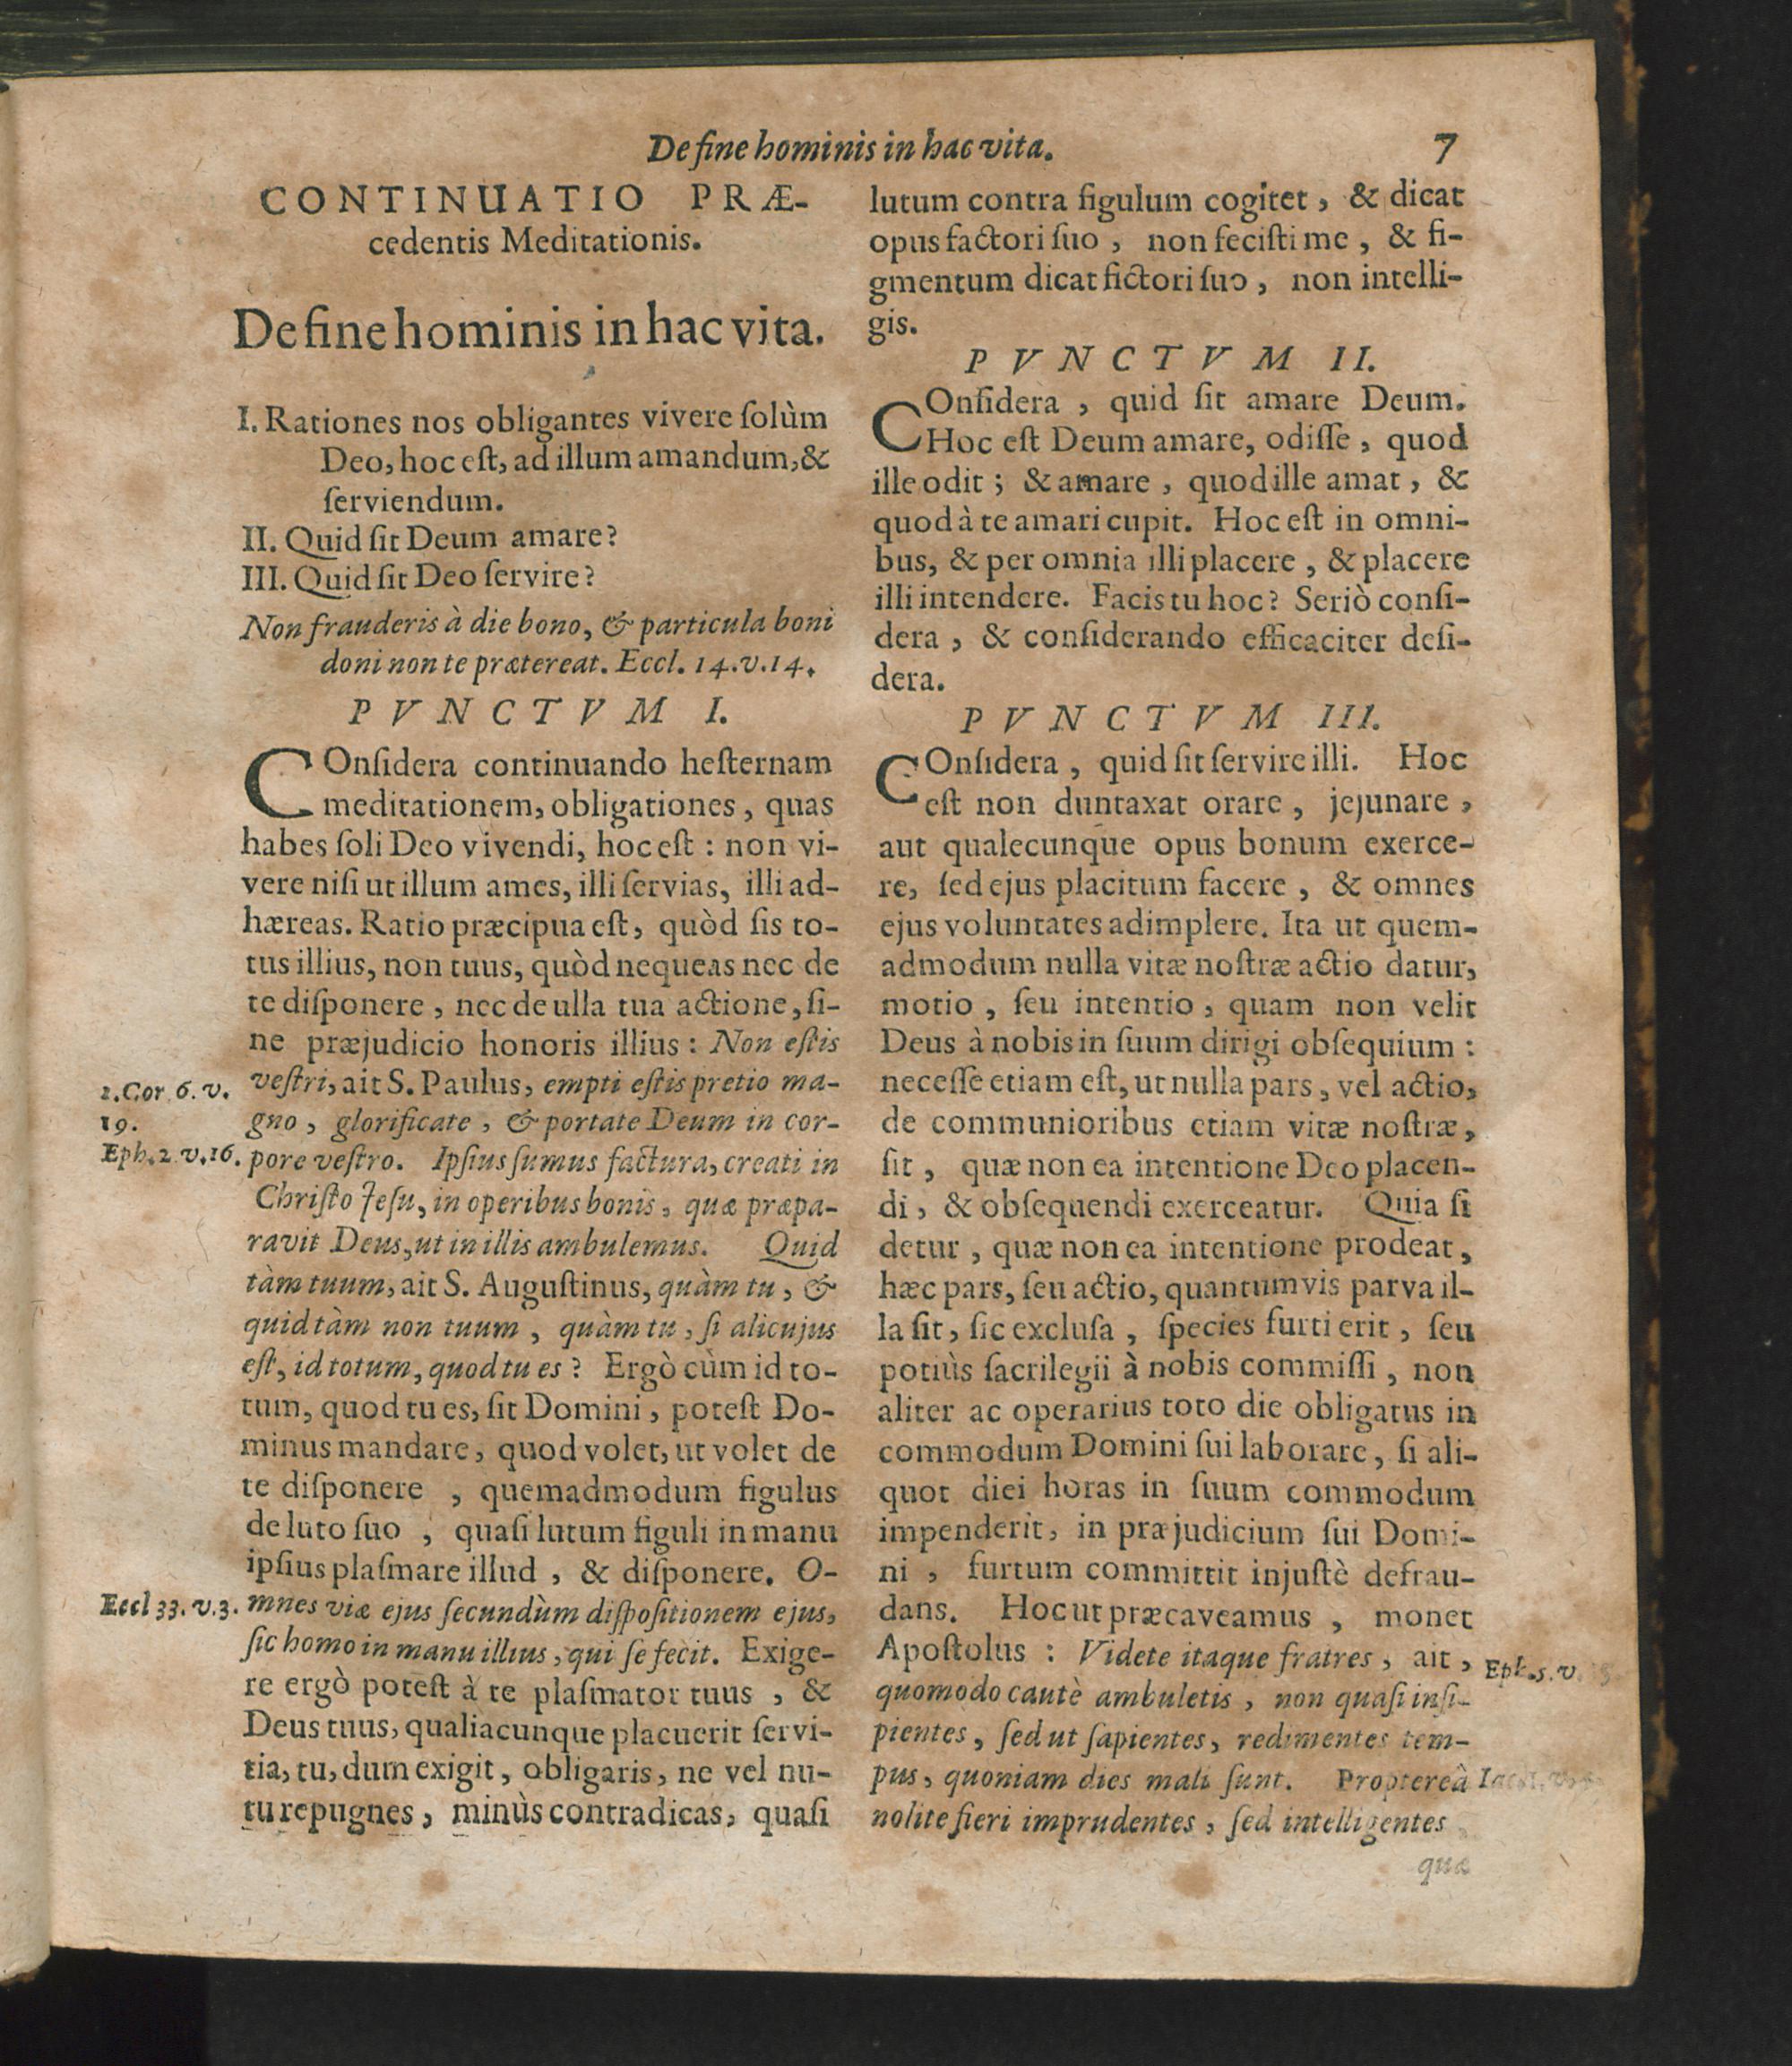 De fine hominis in hac vita. 7
CONTINUATIO PRÆ-
cedentis Meditationis.
De fine hominis in hac vita.
I. Rationes nos obligantes vivere ſolùm
Deo, hoc eſt, ad illum amandum, &
ſerviendum.
II. Quid ſit Deum amare?
III. Quid ſit Deo ſervire?
Non frauderis à die bono, & particula boni
doni non te prætereat. Eccl. 14. v. 14.
PVNCTVM I.
COnſidera continuando heſternam
meditationem, obligationes, quas
habes ſoli Deo vivendi, hoc eſt: non vi-
vere niſi ut illum ames, illi ſervias, illi ad-
hæreas. Ratio præcipua eſt, quòd ſis to-
tus illius, non tuus, quòd nequeas nec de
te diſponere, nec de ulla tua actione, ſi-
ne præjudicio honoris illius: Non eſtis
1. Cor 6. v.
19.
veſtri, ait S. Paulus, empti eſtis pretio ma-
gno, glorificate, & portate Deum in cor-
Eph. 2 v. 16.
pore veſtro. Ipſius ſumus factura, creati in
Chriſto Jeſu, in operibus bonis, quæ præpa-
ravit Deus, ut in illis ambulemus. Quid
tàm tuum, ait S. Auguſtinus, quàm tu, &
quid tàm non tuum, quàm tu, ſi alicujus
eſt, id totum, quod tu es? Ergò cùm id to-
tum, quod tu es, ſit Domini, poteſt Do-
minus mandare, quod volet, ut volet de
te diſponere, quemadmodum figulus
de luto ſuo, quaſi lutum figuli in manu
ipſius plaſmare illud, & diſponere. O-
Eccl 33. v. 3.
mnes viæ ejus ſecundùm diſpoſitionem ejus,
ſic homo in manu illius, qui ſe fecit. Exige-
re ergò poteſt à te plaſmator tuus, &
Deus tuus, qualiacunque placuerit ſervi-
tia, tu, dum exigit, obligaris, ne vel nu-
tu repugnes, minùs contradicas, quaſi
lutum contra figulum cogitet, & dicat
opus factori ſuo, non feciſti me, & fi-
gmentum dicat fictori ſuo, non intelli-
gis.
PVNCTVM II.
COnſidera, quid ſit amare Deum.
Hoc eſt Deum amare, odiſſe, quod
ille odit; & amare, quod ille amat, &
quod à te amari cupit. Hoc eſt in omni-
bus, & per omnia illi placere, & placere
illi intendere. Facis tu hoc? Seriò conſi-
dera, & conſiderando efficaciter deſi-
dera.
PVNCTVM III.
COnſidera, quid ſit ſervire illi. Hoc
eſt non duntaxat orare, jejunare,
aut qualecunque opus bonum exerce-
re, ſed ejus placitum facere, & omnes
ejus voluntates adimplere. Ita ut quem-
admodum nulla vitæ noſtræ actio datur,
motio, ſeu intentio, quam non velit
Deus à nobis in ſuum dirigi obſequium:
neceſſe etiam eſt, ut nulla pars, vel actio,
de communioribus etiam vitæ noſtræ,
ſit, quæ non ea intentione Deo placen-
di, & obſequendi exerceatur. Quia ſi
detur, quæ non ea intentione prodeat,
hæc pars, ſeu actio, quantumvis parva il-
la ſit, ſic excluſa, ſpecies furti erit, ſeu
potiùs ſacrilegii à nobis commiſſi, non
aliter ac operarius toto die obligatus in
commodum Domini ſui laborare, ſi ali-
quot diei horas in ſuum commodum
impenderit, in præjudicium ſui Domi-
ni, furtum committit injuſtè defrau-
dans. Hoc ut præcaveamus, monet
Apoſtolus: Videte itaque fratres, ait,
Eph. 5. v.
quomodo cautè ambuletis, non quaſi inſi-
pientes, ſed ut ſapientes, redimentes tem-
pus, quoniam dies mali ſunt. Propterеà
nolite fieri imprudentes, ſed intelligentes
quæ